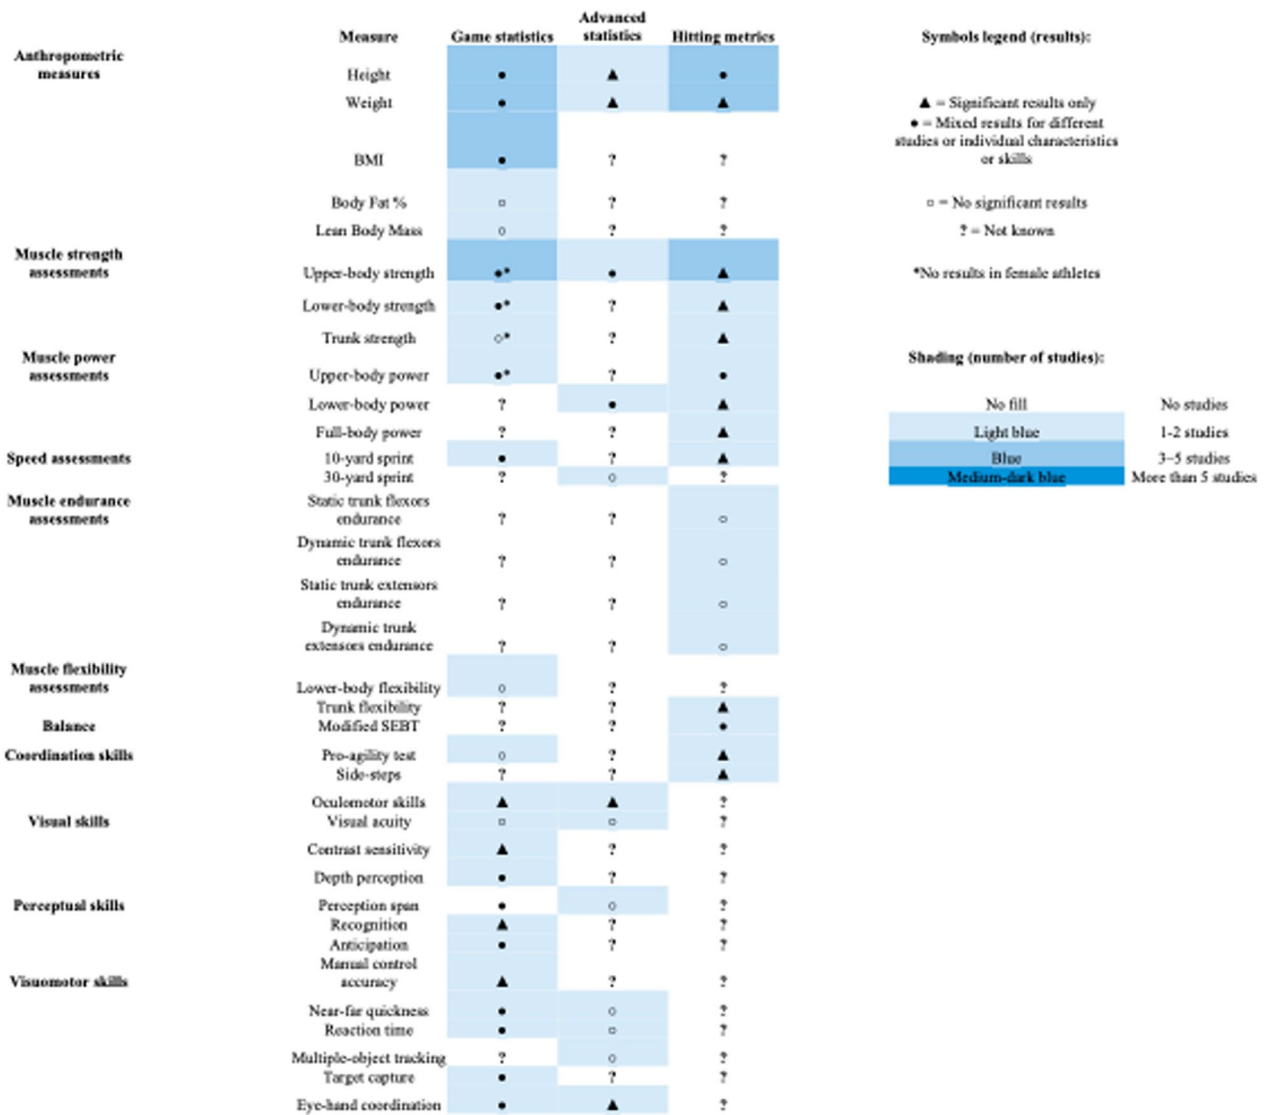 Measure Game statistics Advanced statistics Hitting metrics
Anthropometric measures
Height ● ▲ ●
Weight ● ▲ ▲
BMI ● ? ?
Body Fat % ○ ? ?
Lean Body Mass ○ ? ?
Muscle strength assessments
Upper-body strength ●* ● ▲
Lower-body strength ●* ? ▲
Trunk strength ○* ? ▲
Muscle power assessments
Upper-body power ●* ? ●
Lower-body power ? ● ▲
Full-body power ? ? ▲
Speed assessments
10-yard sprint ● ? ▲
30-yard sprint ? ○ ?
Muscle endurance assessments
Static trunk flexors endurance ? ? ○
Dynamic trunk flexors endurance ? ? ○
Static trunk extensors endurance ? ? ○
Dynamic trunk extensors endurance ? ? ○
Muscle flexibility assessments
Lower-body flexibility ○ ? ?
Trunk flexibility ? ? ▲
Balance
Modified SEBT ? ? ●
Coordination skills
Pro-agility test ○ ? ▲
Side-steps ? ? ▲
Oculomotor skills ▲ ▲ ?
Visual skills
Visual acuity ○ ○ ?
Contrast sensitivity ▲ ? ?
Depth perception ● ? ?
Perceptual skills
Perception span ● ○ ?
Recognition ▲ ? ?
Anticipation ● ? ?
Visuomotor skills
Manual control accuracy ▲ ? ?
Near-far quickness ● ○ ?
Reaction time ● ○ ?
Multiple-object tracking ? ○ ?
Target capture ● ? ?
Eye-hand coordination ● ▲ ?
Symbols legend (results):
▲ = Significant results only
● = Mixed results for different
studies or individual characteristics
or skills
○ = No significant results
? = Not known
*No results in female athletes
Shading (number of studies):
No fill No studies
Light blue 1-2 studies
Blue 3–5 studies
Medium-dark blue More than 5 studies